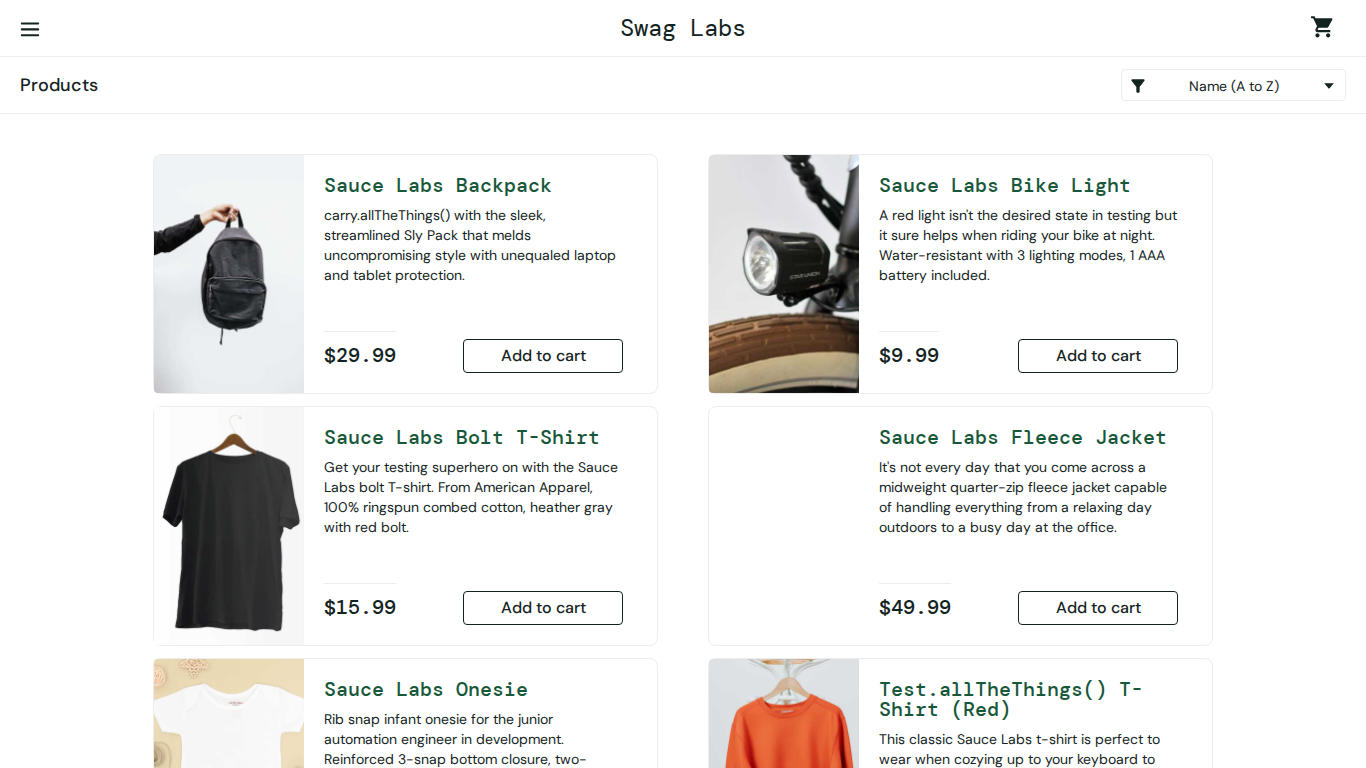 Swag Labs
Products
Name (A to Z)
Sauce Labs Backpack
carry.allTheThings() with the sleek,
streamlined Sly Pack that melds
uncompromising style with unequaled laptop
and tablet protection.
$29.99
Add to cart
Sauce Labs Bike Light
A red light isn't the desired state in testing but
it sure helps when riding your bike at night.
Water-resistant with 3 lighting modes, 1 AAA
battery included.
$9.99
Add to cart
Sauce Labs Bolt T-Shirt
Get your testing superhero on with the Sauce
Labs bolt T-shirt. From American Apparel,
100% ringspun combed cotton, heather gray
with red bolt.
$15.99
Add to cart
Sauce Labs Fleece Jacket
It's not every day that you come across a
midweight quarter-zip fleece jacket capable
of handling everything from a relaxing day
outdoors to a busy day at the office.
$49.99
Add to cart
Sauce Labs Onesie
Rib snap infant onesie for the junior
automation engineer in development.
Reinforced 3-snap bottom closure, two-
Test.allTheThings() T-
Shirt (Red)
This classic Sauce Labs t-shirt is perfect to
wear when cozying up to your keyboard to